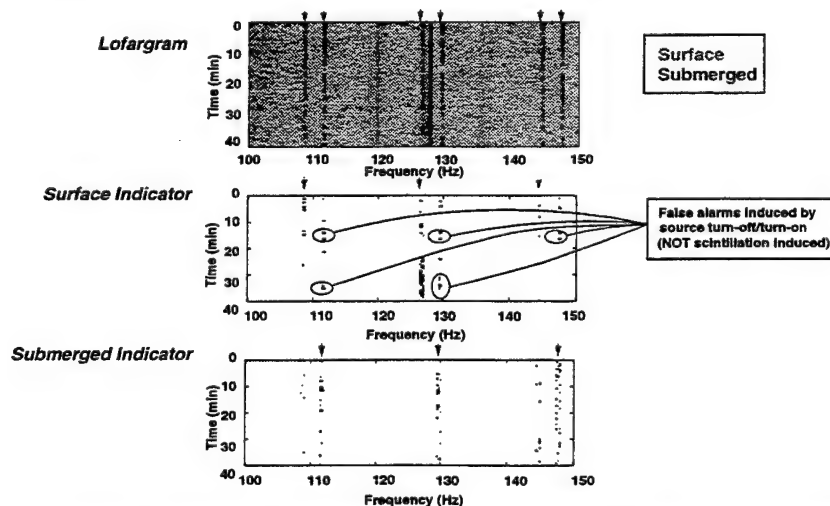 Lofargram
Time (min)
0
10
20
30
40
100 110 120 130 140 150
Frequency (Hz)
Surface
Submerged
Surface Indicator
Time (min)
0
10
20
30
40
100 110 120 130 140 150
Frequency (Hz)
False alarms induced by
source turn-off/turn-on
(NOT scintillation induced)
Submerged Indicator
Time (min)
0
10
20
30
40
100 110 120 130 140 150
Frequency (Hz)